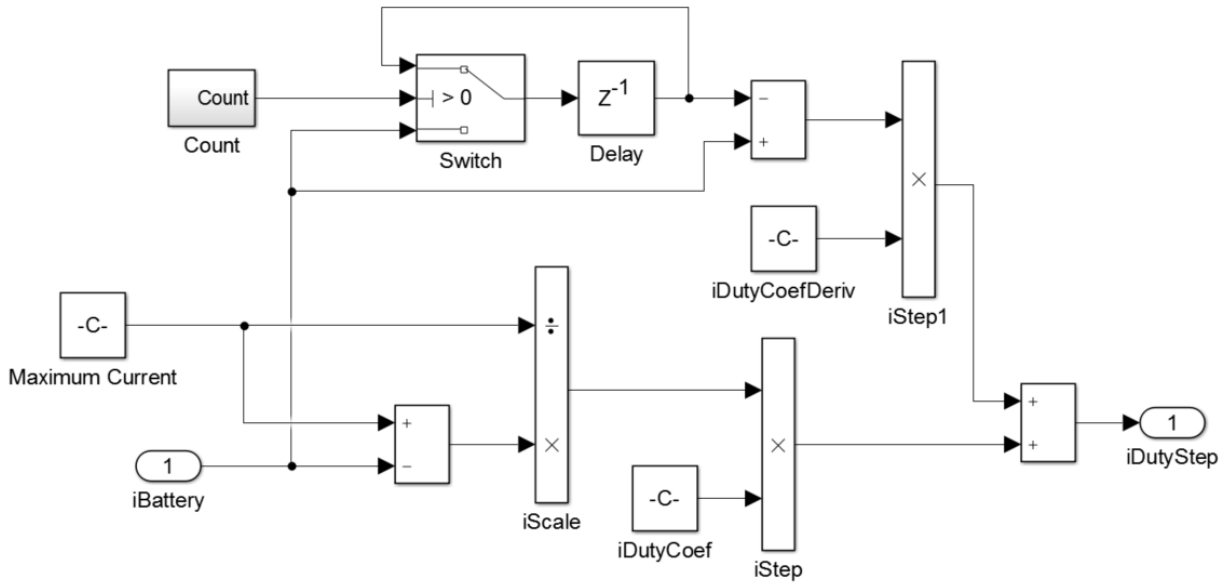 Count
Count
> 0
Switch
Z-1
Delay
−
+
×
-C-
iDutyCoefDeriv
iStep1
-C-
Maximum Current
÷
×
iScale
+
−
1
iBattery
×
-C-
iDutyCoef
iStep
+
+
1
iDutyStep